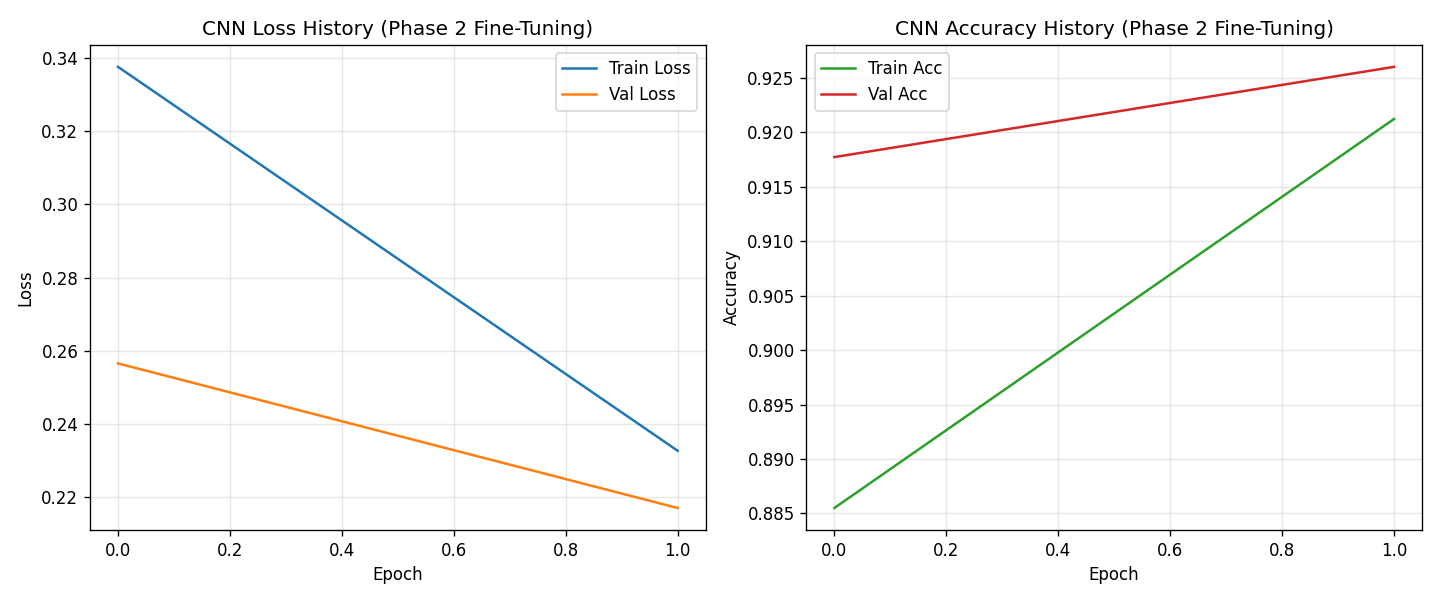 CNN Loss History (Phase 2 Fine-Tuning)
Train Loss
Val Loss
0.34
0.32
0.30
0.28
0.26
0.24
0.22
Loss
0.0 0.2 0.4 0.6 0.8 1.0
Epoch
CNN Accuracy History (Phase 2 Fine-Tuning)
Train Acc
Val Acc
0.925
0.920
0.915
0.910
0.905
0.900
0.895
0.890
0.885
Accuracy
0.0 0.2 0.4 0.6 0.8 1.0
Epoch